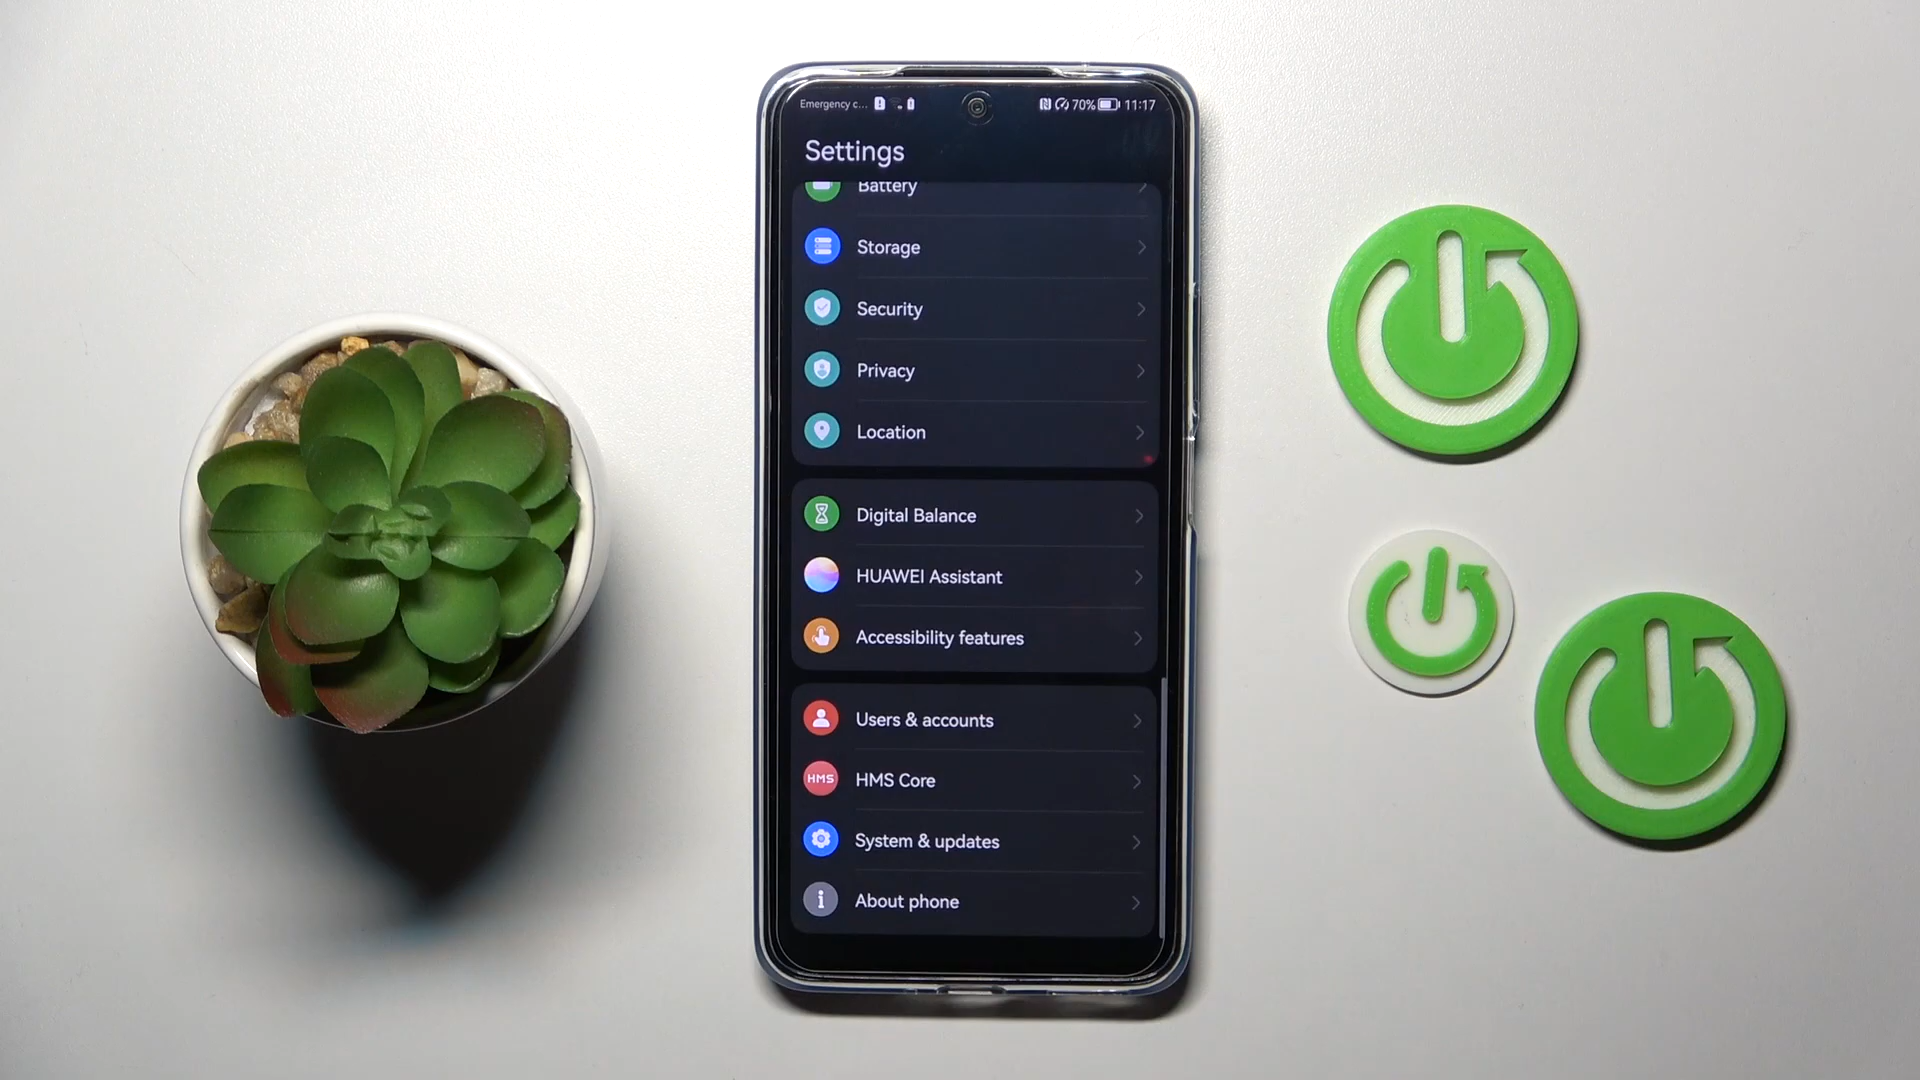 Emergency c... 70% 11:17
Settings
Battery
Storage
Security
Privacy
Location
Digital Balance
HUAWEI Assistant
Accessibility features
Users & accounts
HMS HMS Core
System & updates
About phone